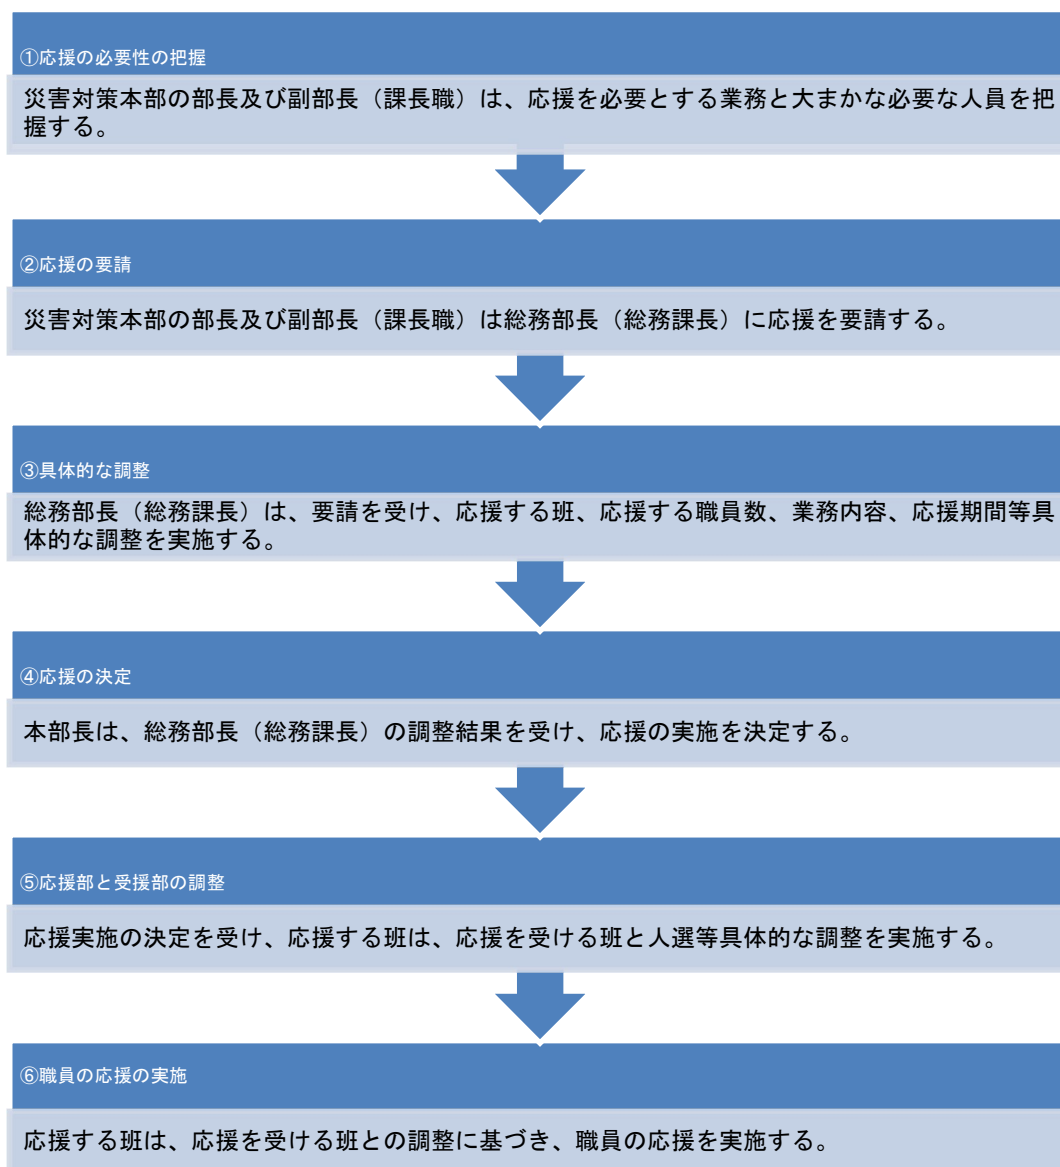 ①応援の必要性の把握
災害対策本部の部長及び副部長（課長職）は、応援を必要とする業務と大まかな必要な人員を把
握する。
②応援の要請
災害対策本部の部長及び副部長（課長職）は総務部長（総務課長）に応援を要請する。
③具体的な調整
総務部長（総務課長）は、要請を受け、応援する班、応援する職員数、業務内容、応援期間等具
体的な調整を実施する。
④応援の決定
本部長は、総務部長（総務課長）の調整結果を受け、応援の実施を決定する。
⑤応援部と受援部の調整
応援実施の決定を受け、応援する班は、応援を受ける班と人選等具体的な調整を実施する。
⑥職員の応援の実施
応援する班は、応援を受ける班との調整に基づき、職員の応援を実施する。